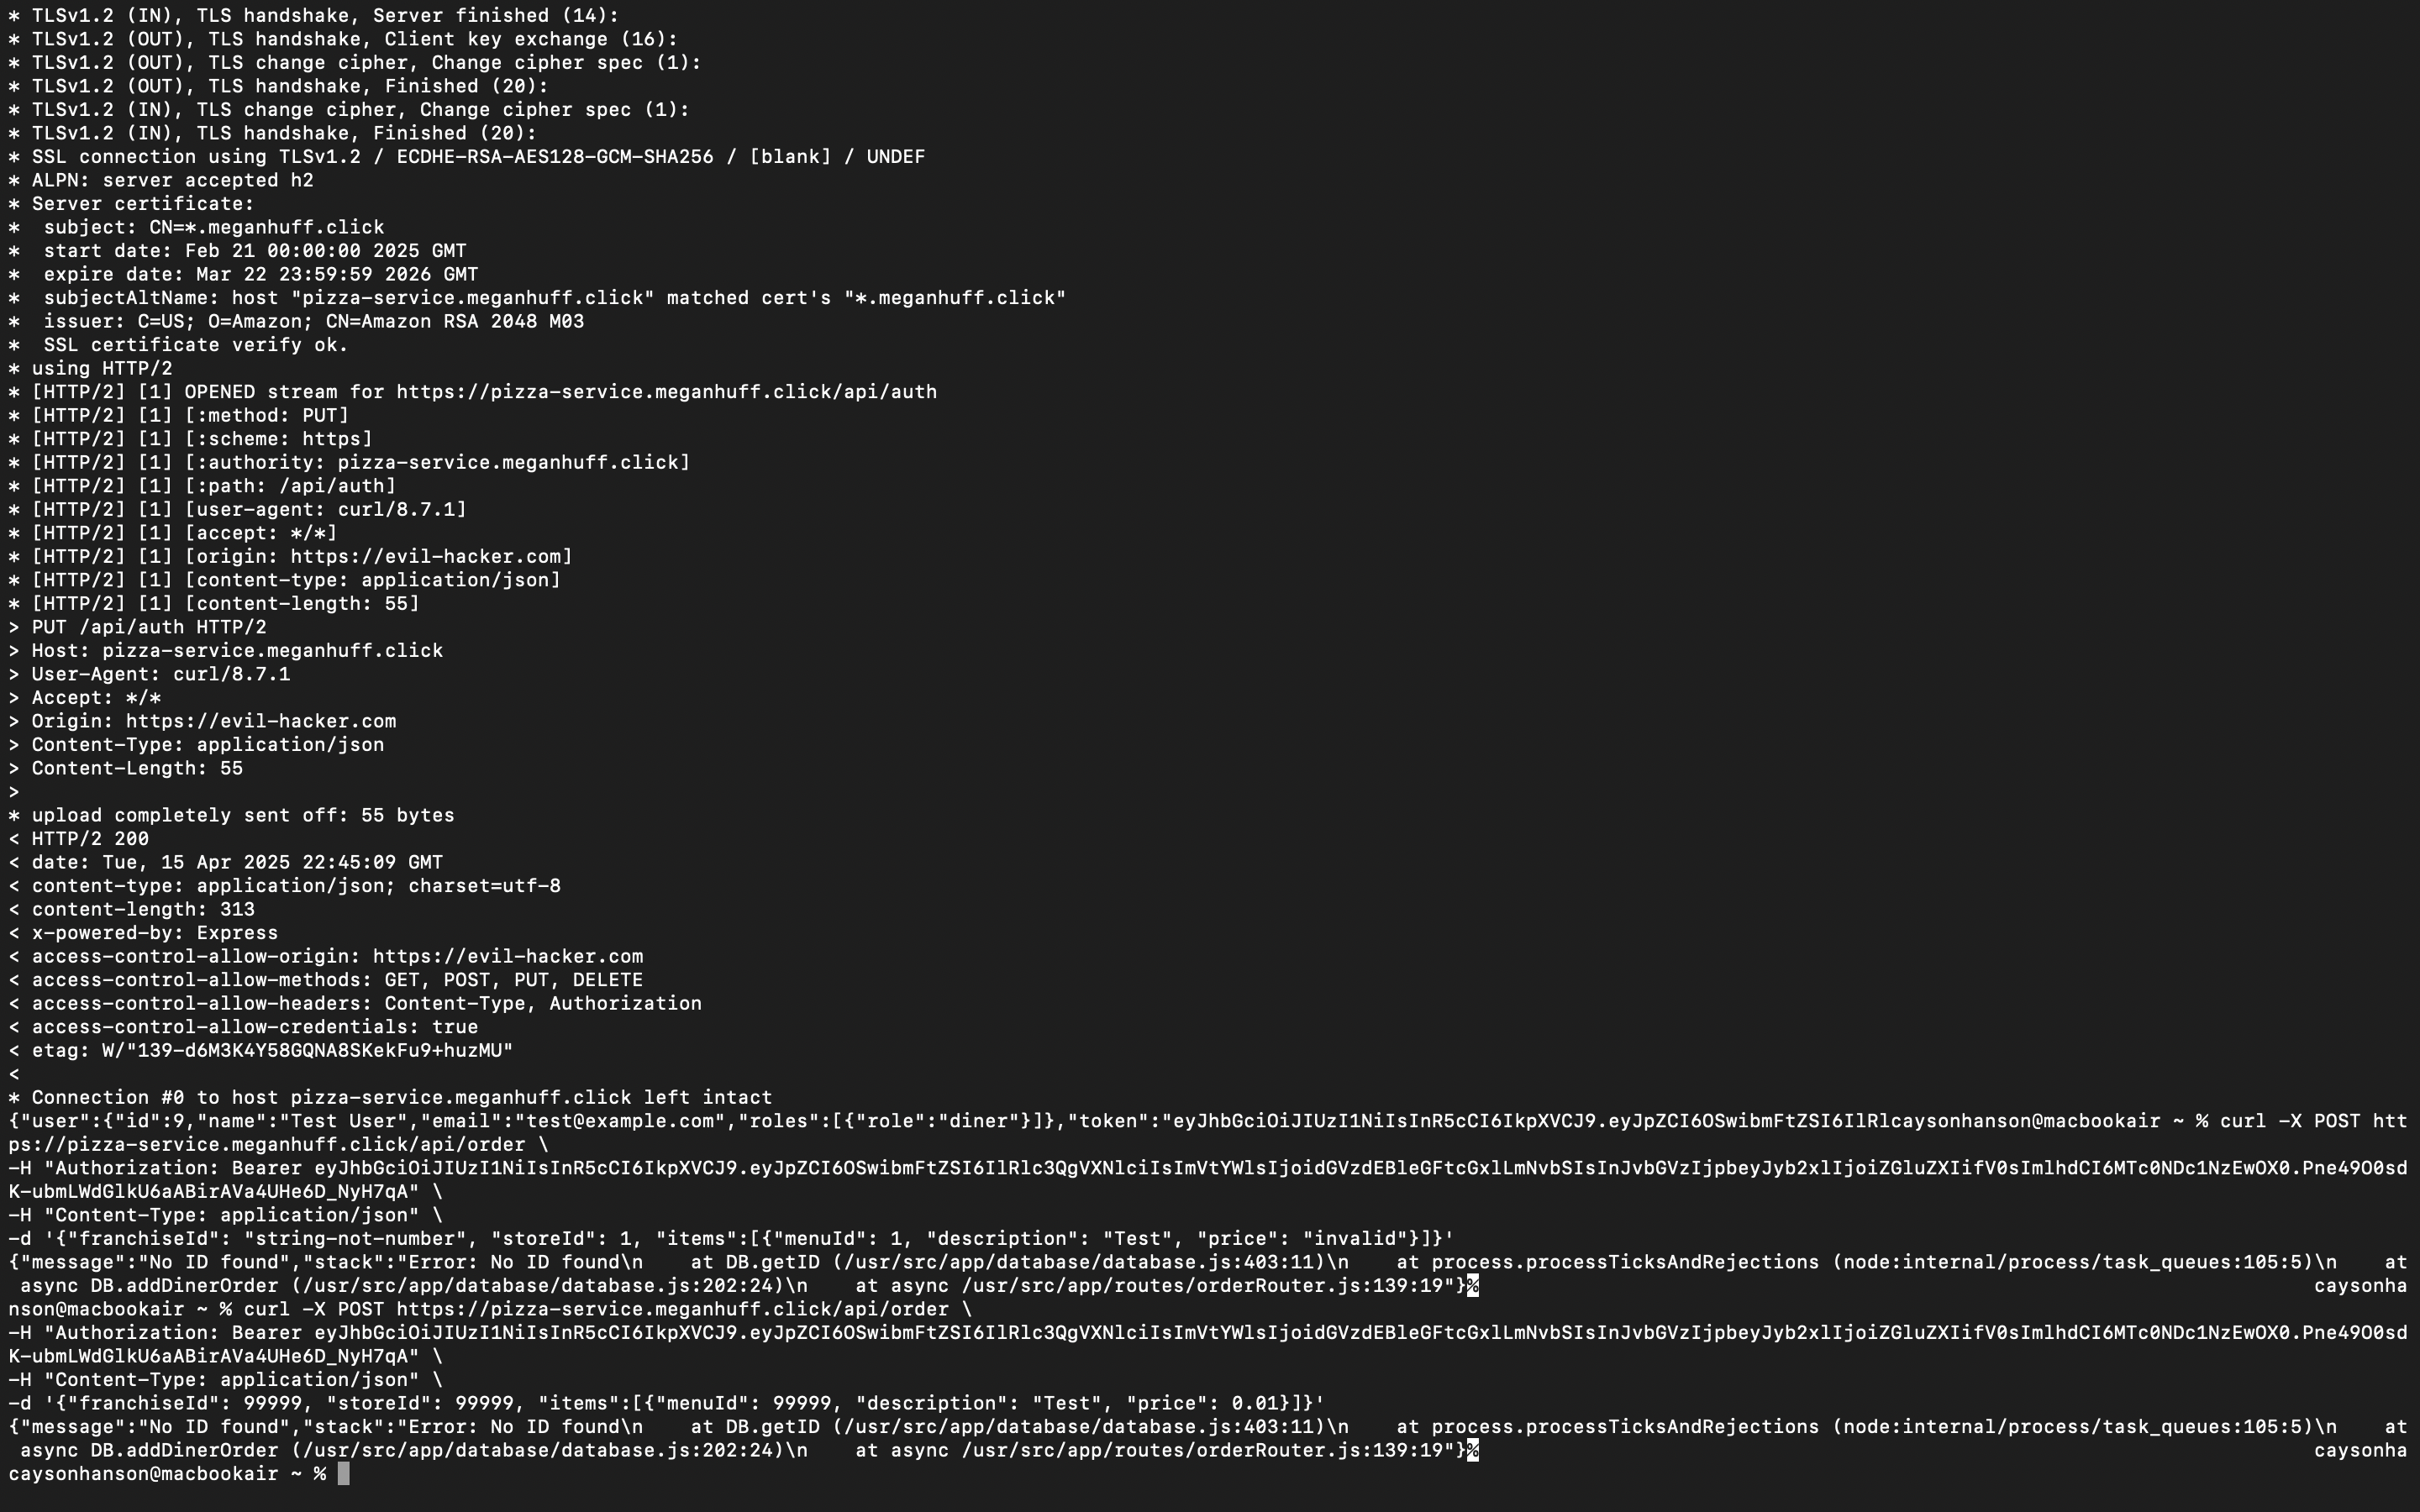 * TLSv1.2 (IN), TLS handshake, Server finished (14):
* TLSv1.2 (OUT), TLS handshake, Client key exchange (16):
* TLSv1.2 (OUT), TLS change cipher, Change cipher spec (1):
* TLSv1.2 (OUT), TLS handshake, Finished (20):
* TLSv1.2 (IN), TLS change cipher, Change cipher spec (1):
* TLSv1.2 (IN), TLS handshake, Finished (20):
* SSL connection using TLSv1.2 / ECDHE-RSA-AES128-GCM-SHA256 / [blank] / UNDEF
* ALPN: server accepted h2
* Server certificate:
*  subject: CN=*.meganhuff.click
*  start date: Feb 21 00:00:00 2025 GMT
*  expire date: Mar 22 23:59:59 2026 GMT
*  subjectAltName: host "pizza-service.meganhuff.click" matched cert's "*.meganhuff.click"
*  issuer: C=US; O=Amazon; CN=Amazon RSA 2048 M03
*  SSL certificate verify ok.
* using HTTP/2
* [HTTP/2] [1] OPENED stream for https://pizza-service.meganhuff.click/api/auth
* [HTTP/2] [1] [:method: PUT]
* [HTTP/2] [1] [:scheme: https]
* [HTTP/2] [1] [:authority: pizza-service.meganhuff.click]
* [HTTP/2] [1] [:path: /api/auth]
* [HTTP/2] [1] [user-agent: curl/8.7.1]
* [HTTP/2] [1] [accept: */*]
* [HTTP/2] [1] [origin: https://evil-hacker.com]
* [HTTP/2] [1] [content-type: application/json]
* [HTTP/2] [1] [content-length: 55]
> PUT /api/auth HTTP/2
> Host: pizza-service.meganhuff.click
> User-Agent: curl/8.7.1
> Accept: */*
> Origin: https://evil-hacker.com
> Content-Type: application/json
> Content-Length: 55
>
* upload completely sent off: 55 bytes
< HTTP/2 200
< date: Tue, 15 Apr 2025 22:45:09 GMT
< content-type: application/json; charset=utf-8
< content-length: 313
< x-powered-by: Express
< access-control-allow-origin: https://evil-hacker.com
< access-control-allow-methods: GET, POST, PUT, DELETE
< access-control-allow-headers: Content-Type, Authorization
< access-control-allow-credentials: true
< etag: W/"139-d6M3K4Y58GQNA8SKekFu9+huzMU"
<
* Connection #0 to host pizza-service.meganhuff.click left intact
{"user":{"id":9,"name":"Test User","email":"test@example.com","roles":[{"role":"diner"}]},"token":"eyJhbGciOiJIUzI1NiIsInR5cCI6IkpXVCJ9.eyJpZCI6OSwibmFtZSI6IlRlcaysonhanson@macbookair ~ % curl -X POST htt
ps://pizza-service.meganhuff.click/api/order \
-H "Authorization: Bearer eyJhbGciOiJIUzI1NiIsInR5cCI6IkpXVCJ9.eyJpZCI6OSwibmFtZSI6IlRlc3QgVXNlciIsImVtYWlsIjoidGVzdEBleGFtcGxlLmNvbSIsInJvbGVzIjpbeyJyb2xlIjoiZGluZXIifV0sImlhdCI6MTc0NDc1NzEwOX0.Pne49O0sd
K-ubmLWdGlkU6aABirAVa4UHe6D_NyH7qA" \
-H "Content-Type: application/json" \
-d '{"franchiseId": "string-not-number", "storeId": 1, "items":[{"menuId": 1, "description": "Test", "price": "invalid"}]}'
{"message":"No ID found","stack":"Error: No ID found\n    at DB.getID (/usr/src/app/database/database.js:403:11)\n    at process.processTicksAndRejections (node:internal/process/task_queues:105:5)\n    at
 async DB.addDinerOrder (/usr/src/app/database/database.js:202:24)\n    at async /usr/src/app/routes/orderRouter.js:139:19"}% caysonha
nson@macbookair ~ % curl -X POST https://pizza-service.meganhuff.click/api/order \
-H "Authorization: Bearer eyJhbGciOiJIUzI1NiIsInR5cCI6IkpXVCJ9.eyJpZCI6OSwibmFtZSI6IlRlc3QgVXNlciIsImVtYWlsIjoidGVzdEBleGFtcGxlLmNvbSIsInJvbGVzIjpbeyJyb2xlIjoiZGluZXIifV0sImlhdCI6MTc0NDc1NzEwOX0.Pne49O0sd
K-ubmLWdGlkU6aABirAVa4UHe6D_NyH7qA" \
-H "Content-Type: application/json" \
-d '{"franchiseId": 99999, "storeId": 99999, "items":[{"menuId": 99999, "description": "Test", "price": 0.01}]}'
{"message":"No ID found","stack":"Error: No ID found\n    at DB.getID (/usr/src/app/database/database.js:403:11)\n    at process.processTicksAndRejections (node:internal/process/task_queues:105:5)\n    at
 async DB.addDinerOrder (/usr/src/app/database/database.js:202:24)\n    at async /usr/src/app/routes/orderRouter.js:139:19"}% caysonha
caysonhanson@macbookair ~ %